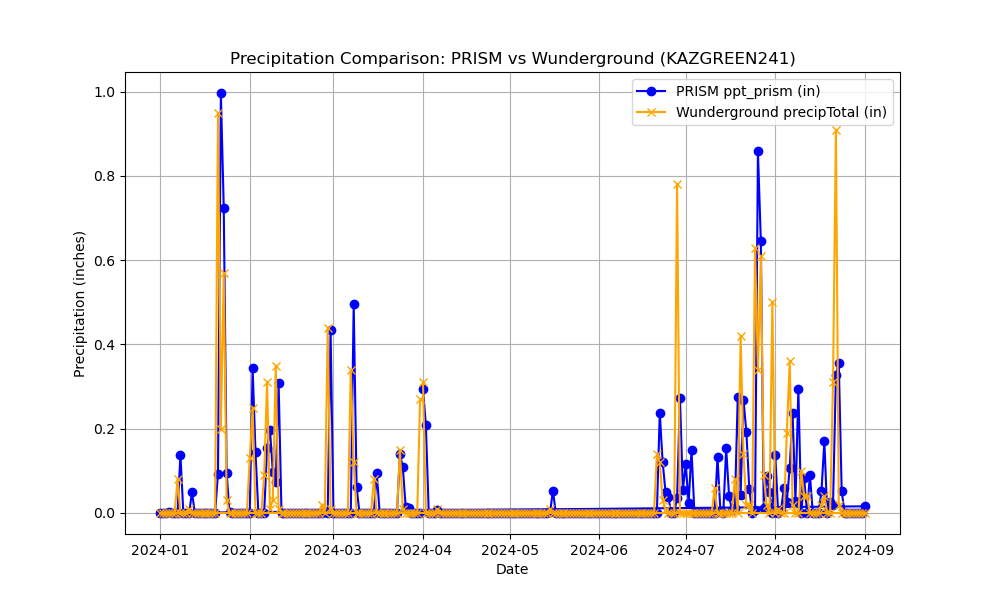 Precipitation Comparison: PRISM vs Wunderground (KAZGREEN241)
PRISM ppt_prism (in)
Wunderground precipTotal (in)
Precipitation (inches)
1.0
0.8
0.6
0.4
0.2
0.0
2024-01 2024-02 2024-03 2024-04 2024-05 2024-06 2024-07 2024-08 2024-09
Date